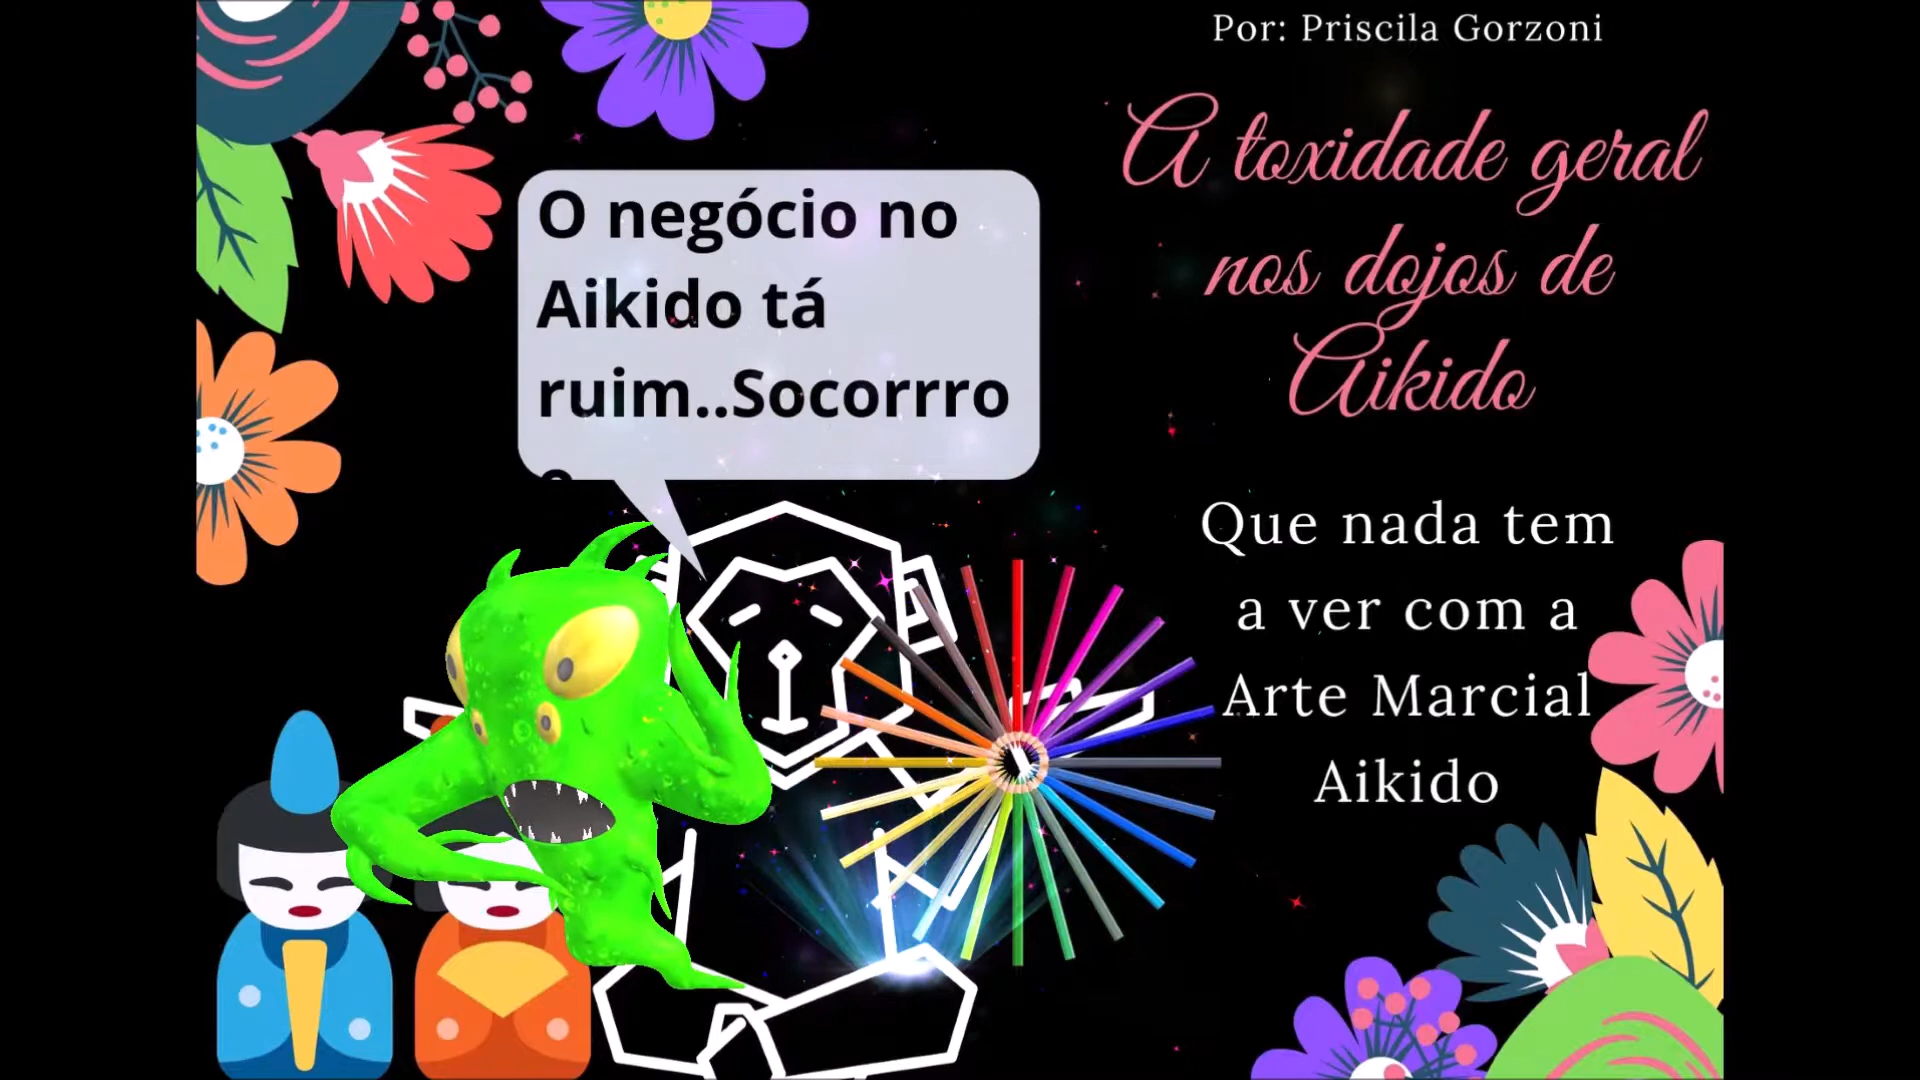 Por: Priscila Gorzoni
A toxidade geral
nos dojos de
Aikido
Que nada tem
a ver com a
Arte Marcial
Aikido
O negócio no
Aikido tá
ruim..Socorrro